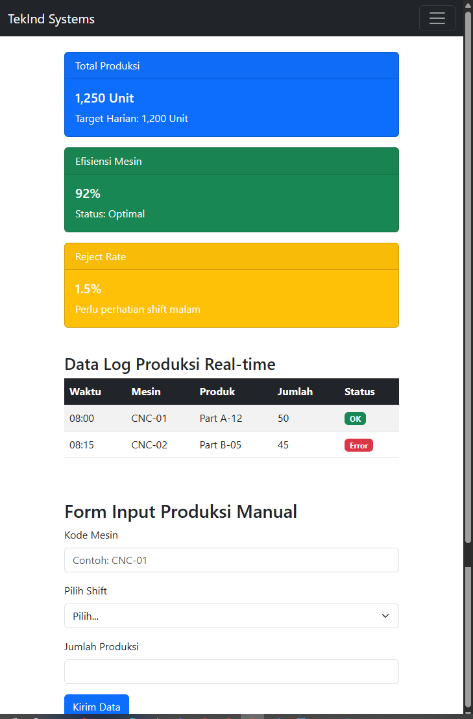 TekInd Systems
Total Produksi
1,250 Unit
Target Harian: 1,200 Unit
Efisiensi Mesin
92%
Status: Optimal
Reject Rate
1.5%
Perlu perhatian shift malam
Data Log Produksi Real-time
Waktu Mesin Produk Jumlah Status
08:00 CNC-01 Part A-12 50 OK
08:15 CNC-02 Part B-05 45 Error
Form Input Produksi Manual
Kode Mesin
Contoh: CNC-01
Pilih Shift
Pilih...
Jumlah Produksi
Kirim Data